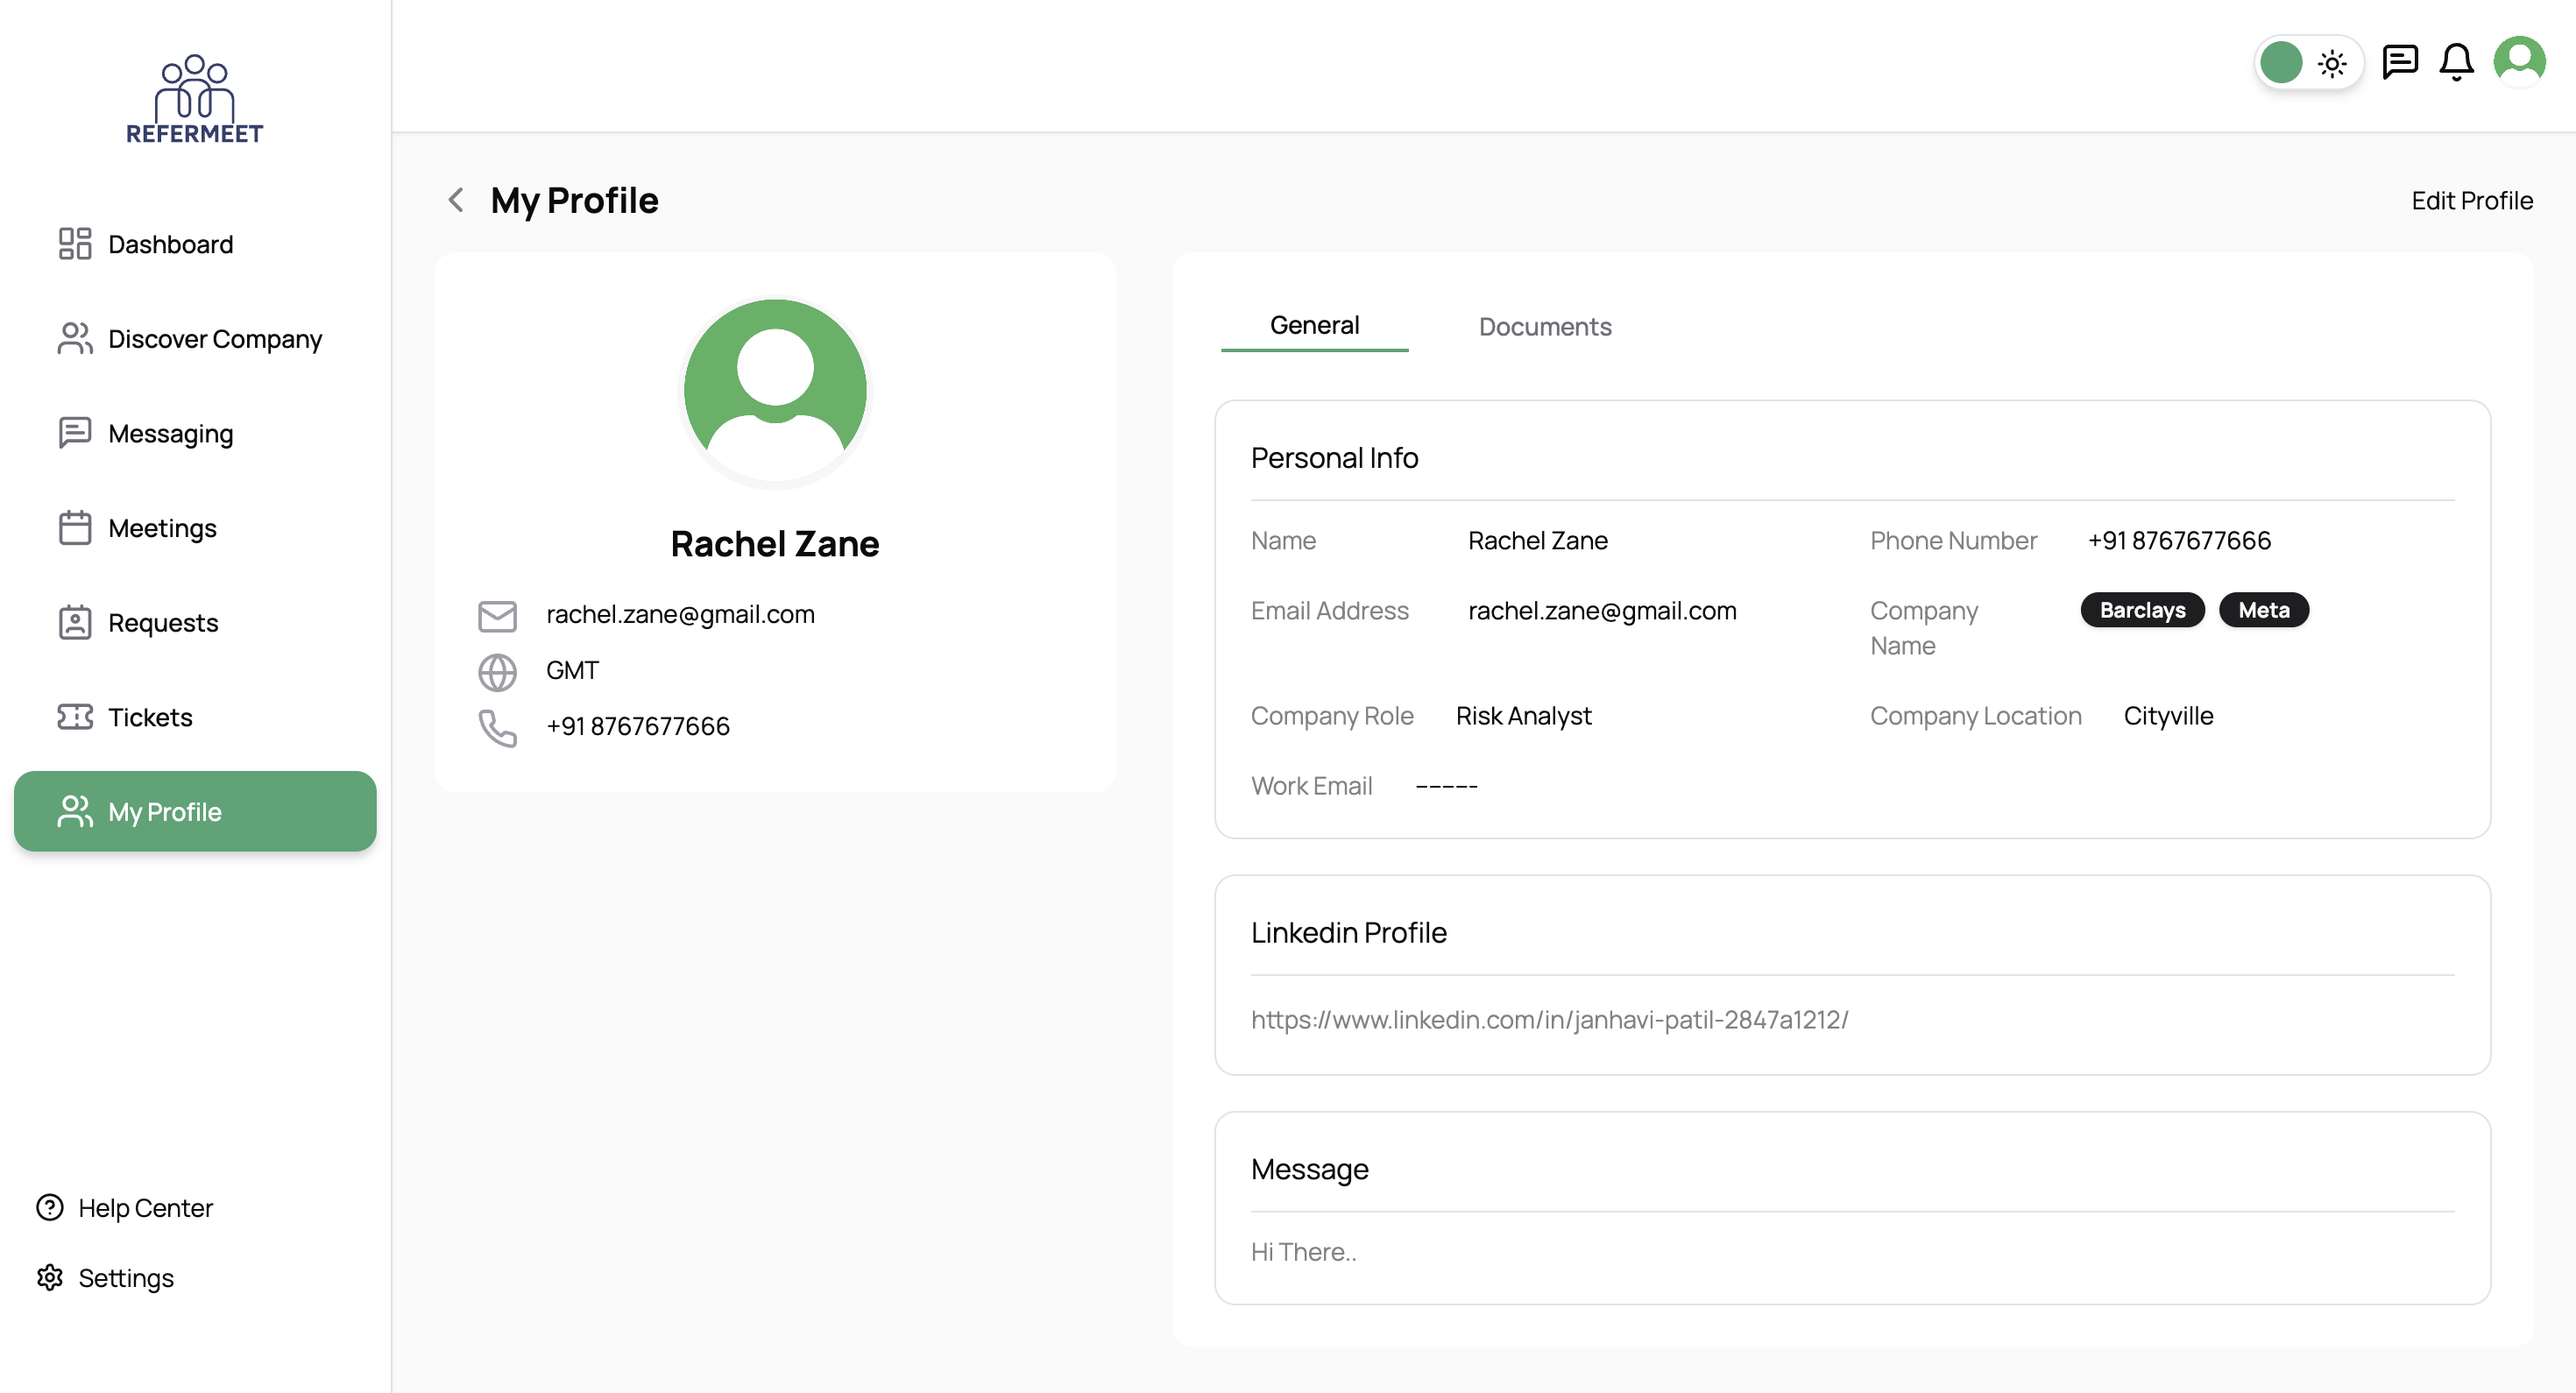 REFERMEET
Dashboard
Discover Company
Messaging
Meetings
Requests
Tickets
My Profile
Help Center
Settings
My Profile
Edit Profile
Rachel Zane
rachel.zane@gmail.com
GMT
+91 8767677666
General
Documents
Personal Info
Name
Rachel Zane
Phone Number
+91 8767677666
Email Address
rachel.zane@gmail.com
Company
Name
Barclays
Meta
Company Role
Risk Analyst
Company Location
Cityville
Work Email
-----
Linkedin Profile
https://www.linkedin.com/in/janhavi-patil-2847a1212/
Message
Hi There..